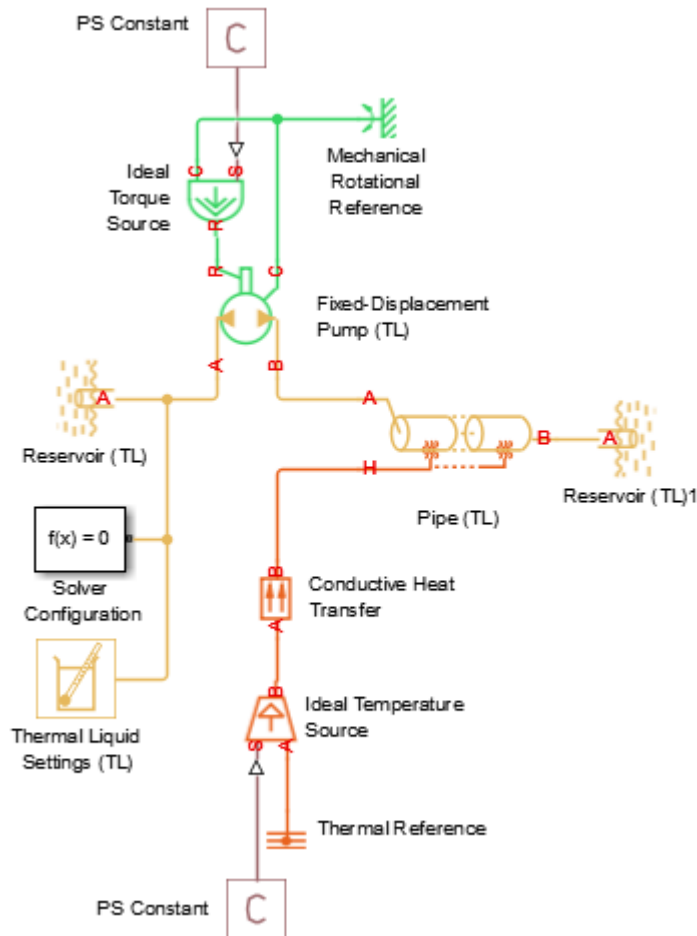 PS Constant
C
Ideal
Torque
Source
C
S
R
Mechanical
Rotational
Reference
R
C
Fixed-Displacement
Pump (TL)
A
B
A
Reservoir (TL)
A
B
A
Reservoir (TL)1
H
Pipe (TL)
f(x) = 0
Solver
Configuration
B
A
Conductive Heat
Transfer
Thermal Liquid
Settings (TL)
B
S
A
Ideal Temperature
Source
Thermal Reference
PS Constant
C